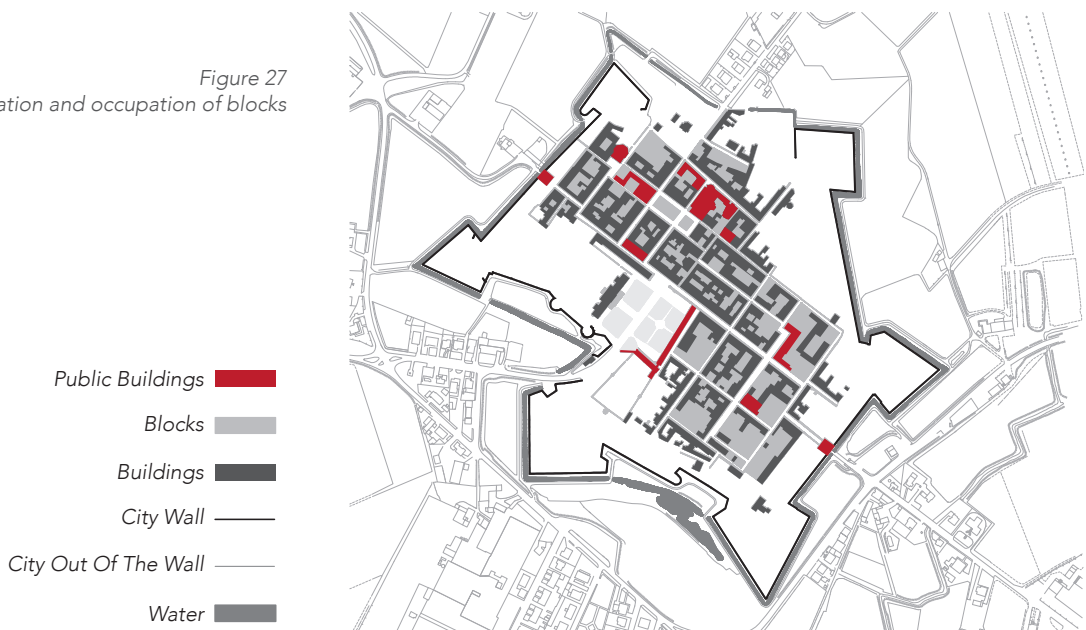 Figure 27
ation and occupation of blocks
Public Buildings
Blocks
Buildings
City Wall
City Out Of The Wall
Water